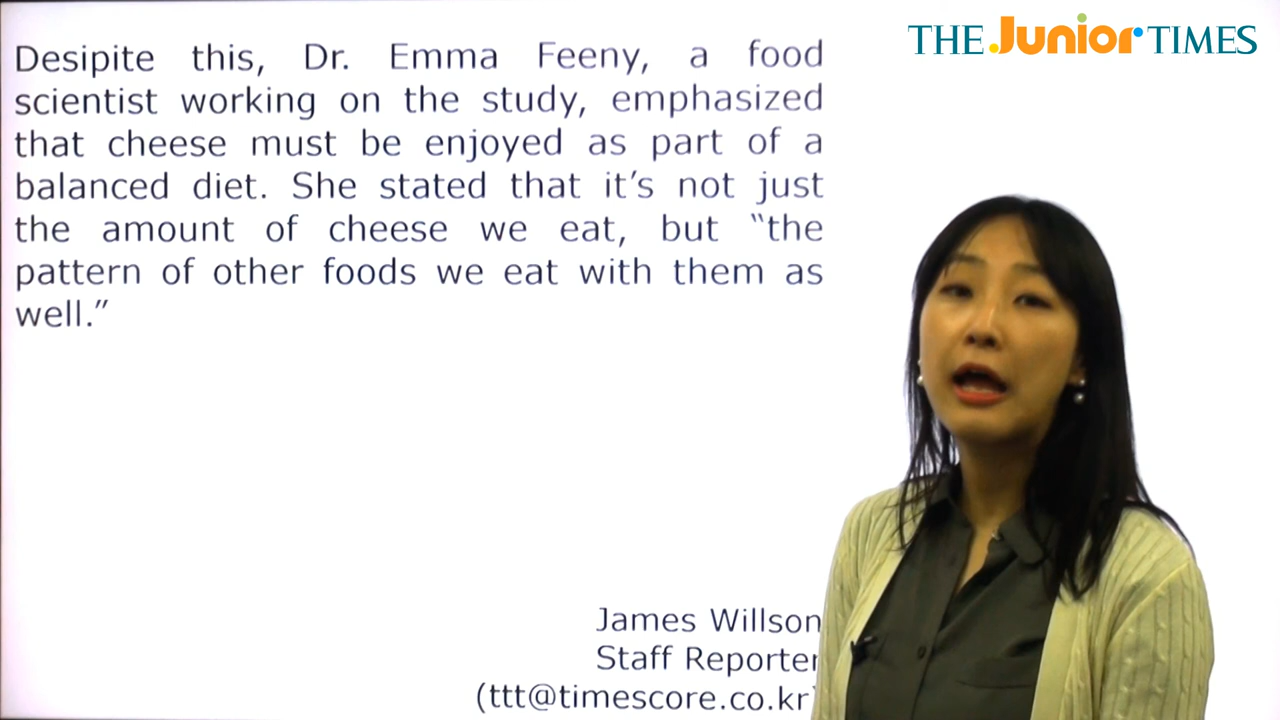 THE Junior TIMES
Desipite this, Dr. Emma Feeny, a food
scientist working on the study, emphasized
that cheese must be enjoyed as part of a
balanced diet. She stated that it's not just
the amount of cheese we eat, but “the
pattern of other foods we eat with them as
well.”
James Willson
Staff Reporter
(ttt@timescore.co.kr)